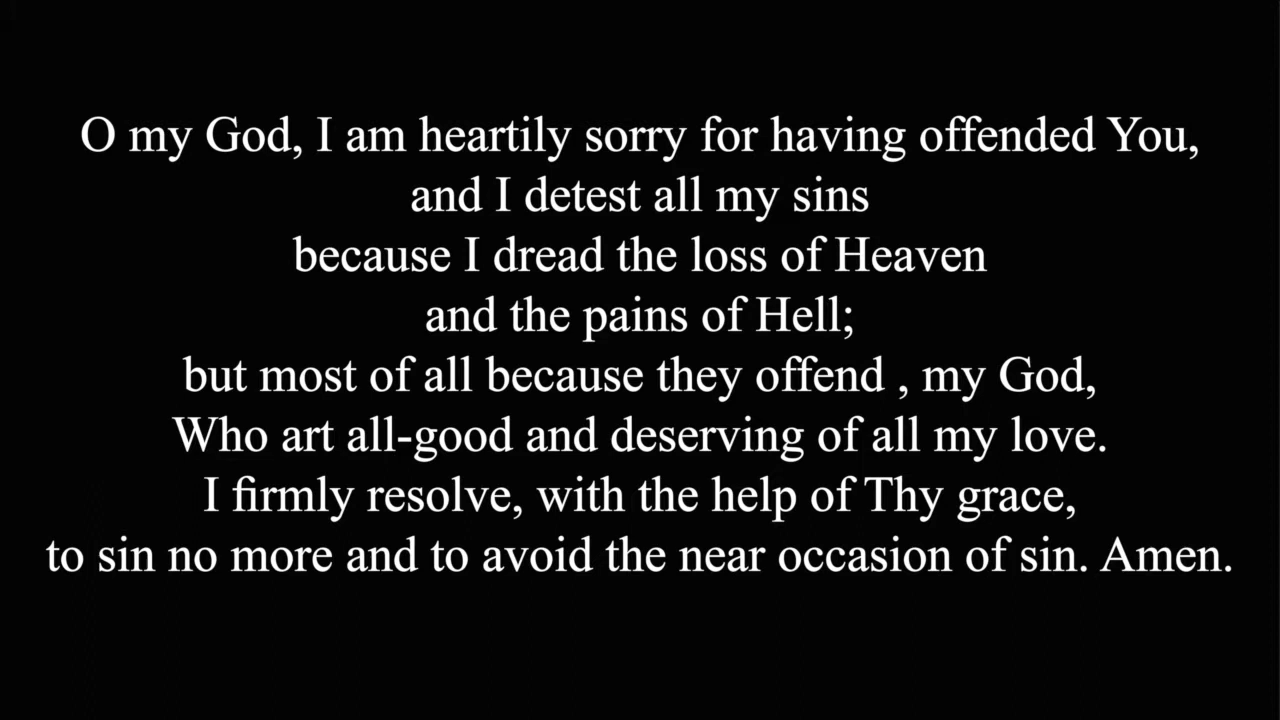 O my God, I am heartily sorry for having offended You,
and I detest all my sins
because I dread the loss of Heaven
and the pains of Hell;
but most of all because they offend , my God,
Who art all-good and deserving of all my love.
I firmly resolve, with the help of Thy grace,
to sin no more and to avoid the near occasion of sin. Amen.